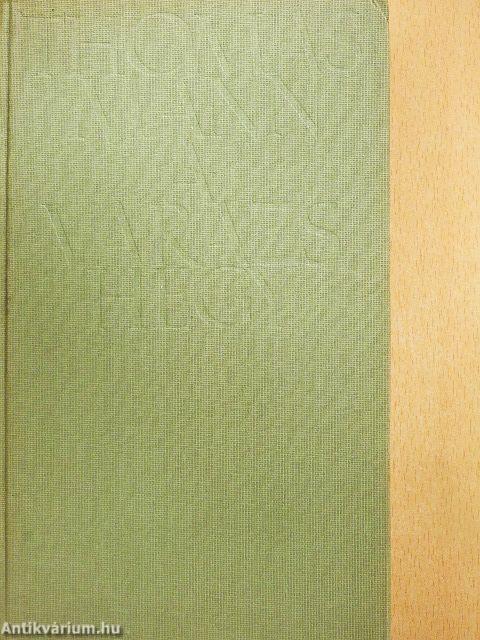 THOMAS
MANN
A
VARÁZS
HEGY
Antikvárium.hu